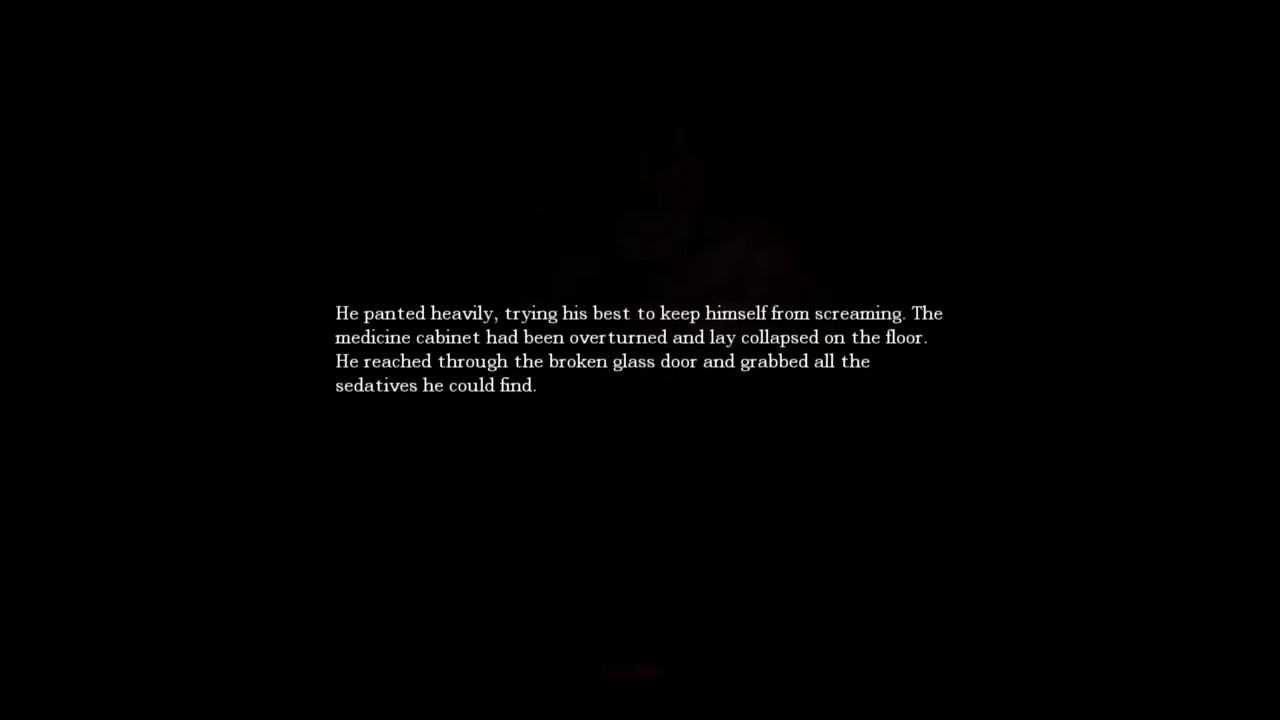 He panted heavily, trying his best to keep himself from screaming. The
medicine cabinet had been overturned and lay collapsed on the floor.
He reached through the broken glass door and grabbed all the
sedatives he could find.